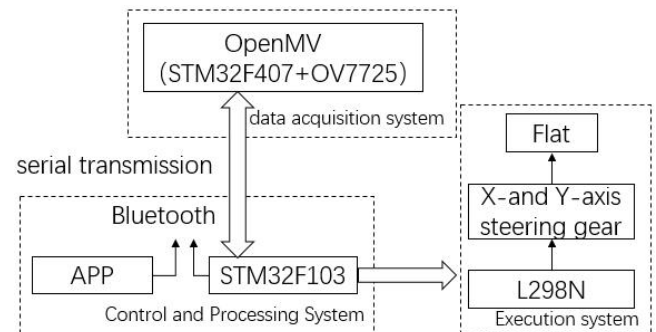 OpenMV
(STM32F407+OV7725)
data acquisition system
serial transmission
Bluetooth
APP
STM32F103
Control and Processing System
Flat
X-and Y-axis
steering gear
L298N
Execution system